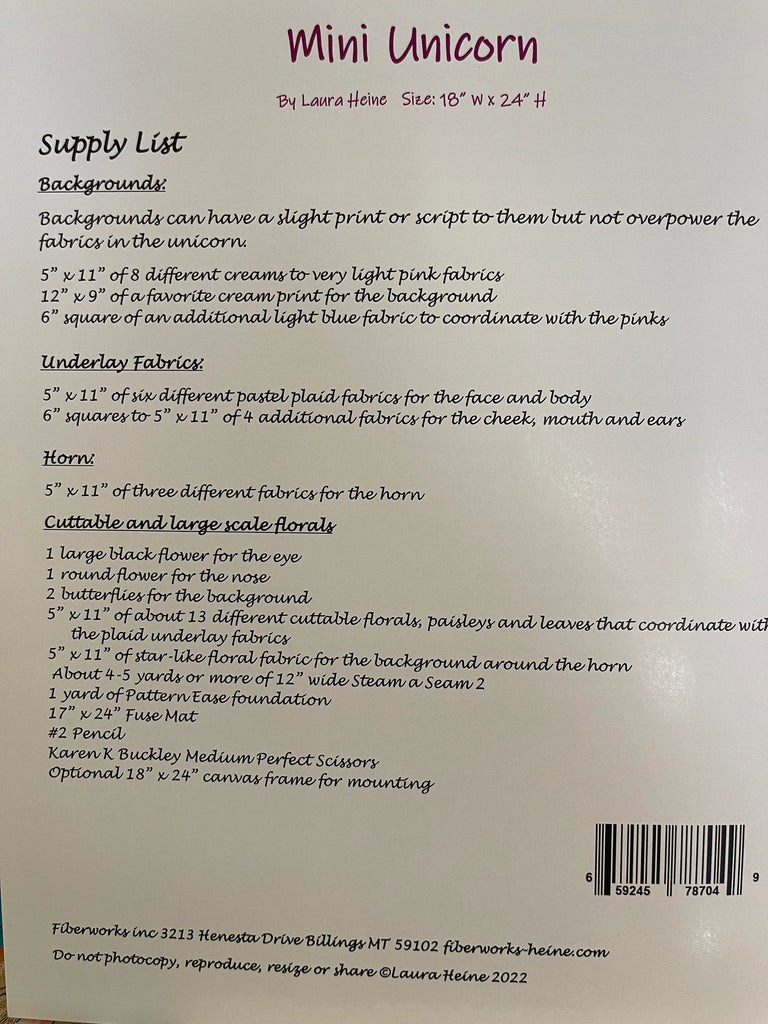 Mini Unicorn
By Laura Heine Size: 18" W x 24" H
Supply List
Backgrounds:
Backgrounds can have a slight print or script to them but not overpower the
fabrics in the unicorn.
5" x 11" of 8 different creams to very light pink fabrics
12" x 9" of a favorite cream print for the background
6" square of an additional light blue fabric to coordinate with the pinks
Underlay Fabrics:
5" x 11" of six different pastel plaid fabrics for the face and body
6" squares to 5" x 11" of 4 additional fabrics for the cheek, mouth and ears
Horn:
5" x 11" of three different fabrics for the horn
Cuttable and large scale florals
1 large black flower for the eye
1 round flower for the nose
2 butterflies for the background
5" x 11" of about 13 different cuttable florals, paisleys and leaves that coordinate with
the plaid underlay fabrics
5" x 11" of star-like floral fabric for the background around the horn
About 4-5 yards or more of 12" wide Steam a Seam 2
1 yard of Pattern Ease foundation
17" x 24" Fuse Mat
#2 Pencil
Karen K Buckley Medium Perfect Scissors
Optional 18" x 24" canvas frame for mounting
6 59245 78704 9
Fiberworks inc 3213 Henesta Drive Billings MT 59102 fiberworks-heine.com
Do not photocopy, reproduce, resize or share ©Laura Heine 2022